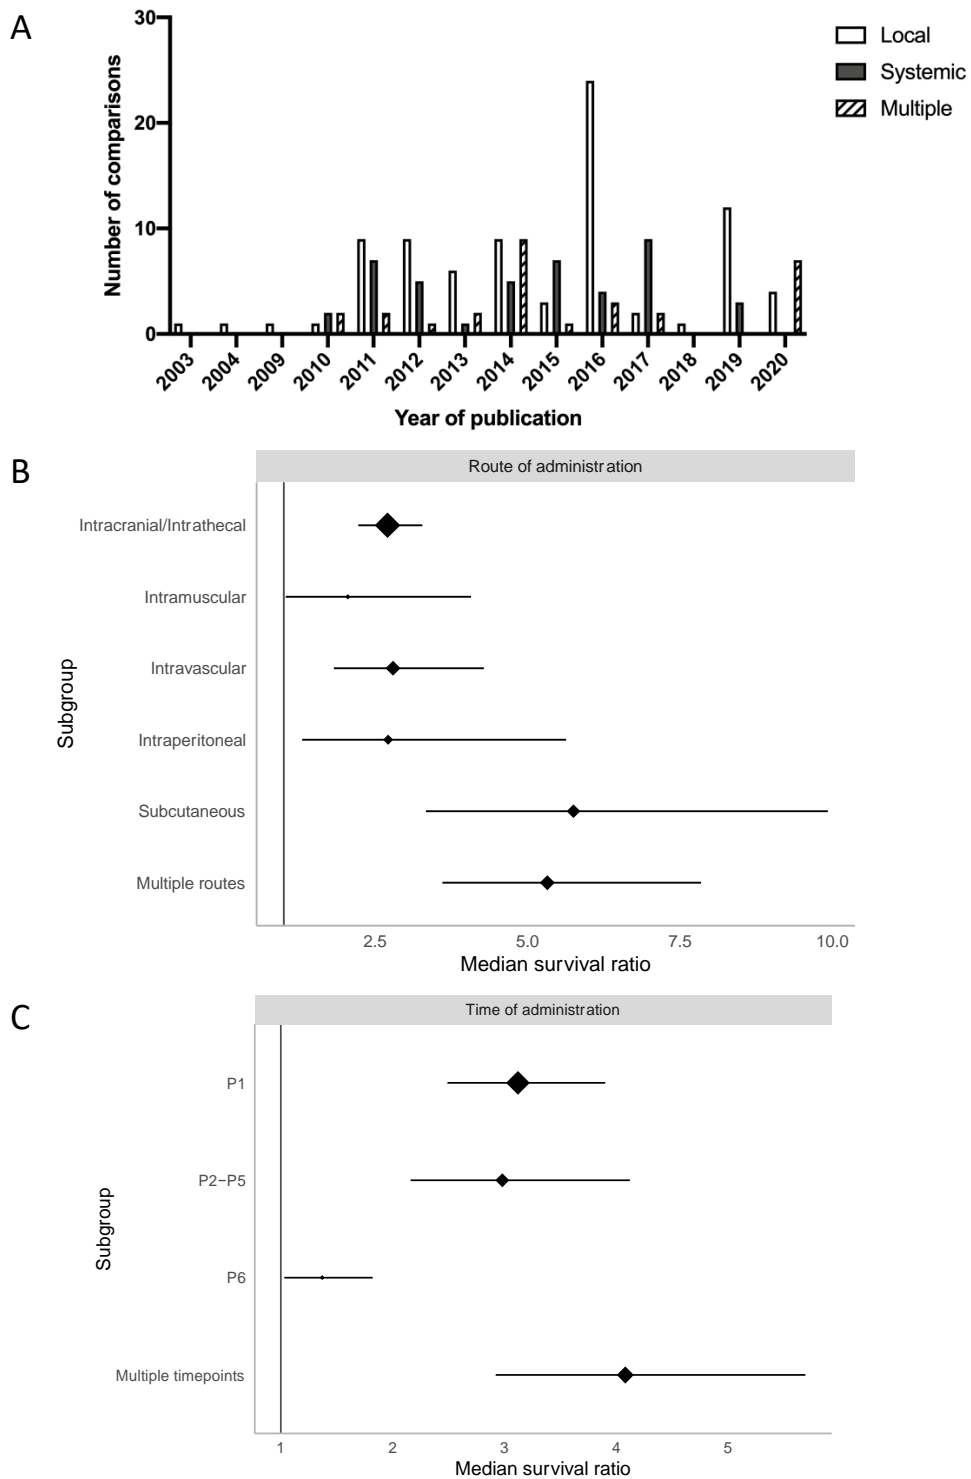 A
Number of comparisons
30
20
10
0
2003
2004
2009
2010
2011
2012
2013
2014
2015
2016
2017
2018
2019
2020
Year of publication
Local
Systemic
Multiple
B
Route of administration
Subgroup
Intracranial/Intrathecal
Intramuscular
Intravascular
Intraperitoneal
Subcutaneous
Multiple routes
2.5 5.0 7.5 10.0
Median survival ratio
C
Time of administration
Subgroup
P1
P2−P5
P6
Multiple timepoints
1 2 3 4 5
Median survival ratio